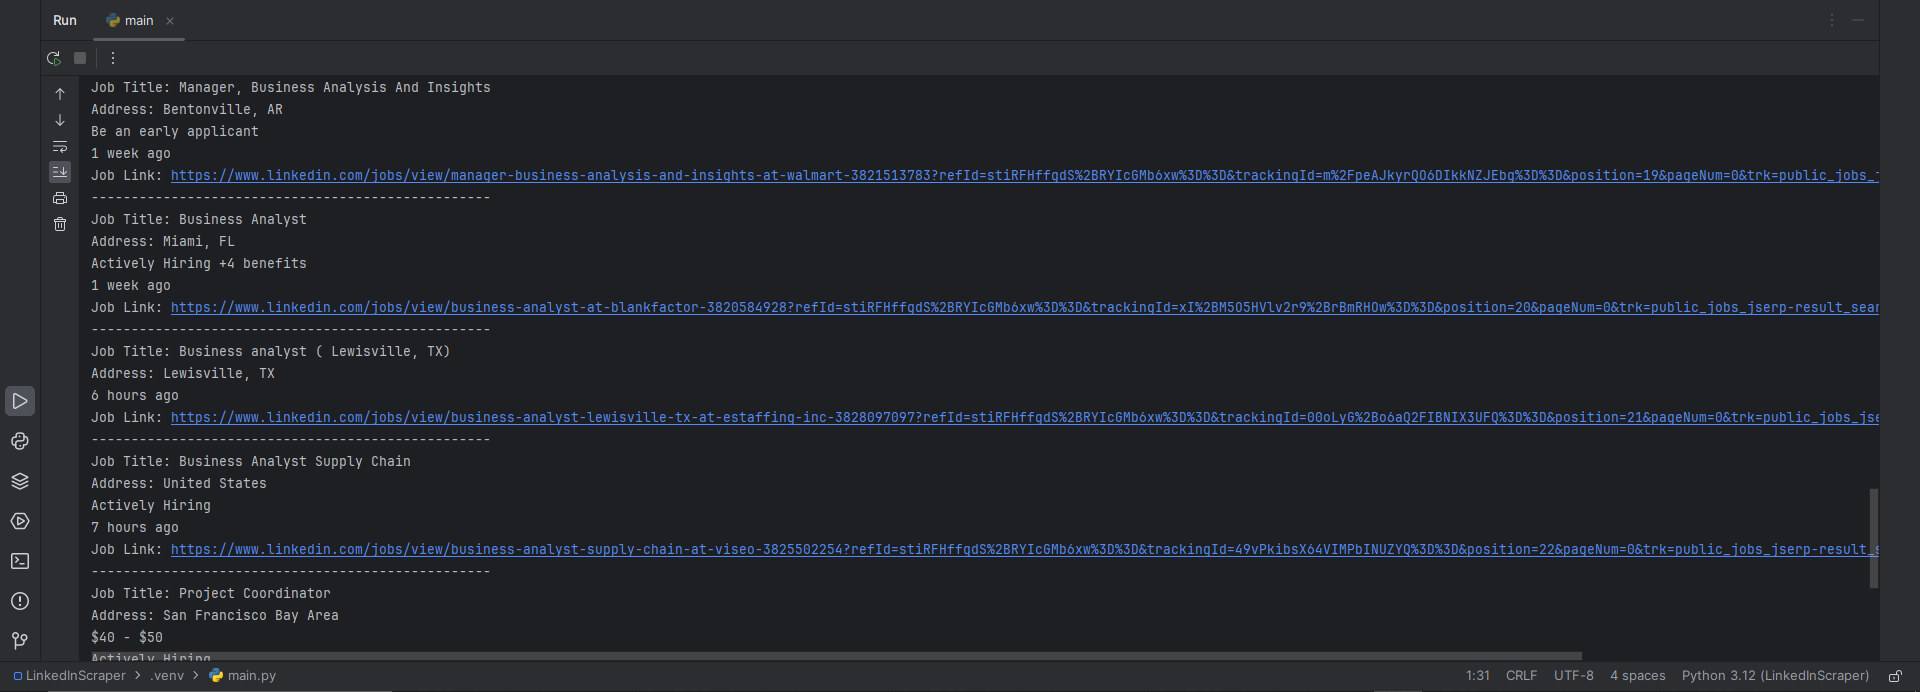 Run main
Job Title: Manager, Business Analysis And Insights
Address: Bentonville, AR
Be an early applicant
1 week ago
Job Link: https://www.linkedin.com/jobs/view/manager-business-analysis-and-insights-at-walmart-3821513783?refId=stiRFHffqdS%2BRYIcGMb6xw%3D%3D&trackingId=m%2FpeAJkyrQO6DIkkNZJEbg%3D%3D&position=19&pageNum=0&trk=public_jobs_
--------------------------------------------------
Job Title: Business Analyst
Address: Miami, FL
Actively Hiring +4 benefits
1 week ago
Job Link: https://www.linkedin.com/jobs/view/business-analyst-at-blankfactor-3820584928?refId=stiRFHffqdS%2BRYIcGMb6xw%3D%3D&trackingId=xI%2BM5O5HVlv2r9%2BrBmRHOw%3D%3D&position=20&pageNum=0&trk=public_jobs_jserp-result_sear
--------------------------------------------------
Job Title: Business analyst ( Lewisville, TX)
Address: Lewisville, TX
6 hours ago
Job Link: https://www.linkedin.com/jobs/view/business-analyst-lewisville-tx-at-estaffing-inc-3828097097?refId=stiRFHffqdS%2BRYIcGMb6xw%3D%3D&trackingId=00oLyG%2Bo6aQ2FIBNIX3UFQ%3D%3D&position=21&pageNum=0&trk=public_jobs_jse
--------------------------------------------------
Job Title: Business Analyst Supply Chain
Address: United States
Actively Hiring
7 hours ago
Job Link: https://www.linkedin.com/jobs/view/business-analyst-supply-chain-at-viseo-3825502254?refId=stiRFHffqdS%2BRYIcGMb6xw%3D%3D&trackingId=49vPkibsX64VIMPbINUZYQ%3D%3D&position=22&pageNum=0&trk=public_jobs_jserp-result_s
--------------------------------------------------
Job Title: Project Coordinator
Address: San Francisco Bay Area
$40 - $50
Actively Hiring
LinkedInScraper > .venv > main.py 1:31 CRLF UTF-8 4 spaces Python 3.12 (LinkedInScraper)